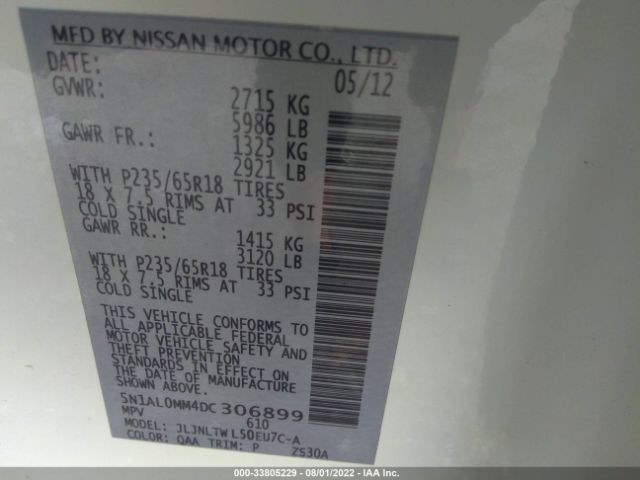 MFD BY NISSAN MOTOR CO., LTD.
DATE: 05/12
GVWR: 2715 KG
5986 LB
GAWR FR.: 1325 KG
2921 LB
WITH P235/65R18 TIRES
18 X 7.5 RIMS AT 33 PSI
COLD SINGLE
GAWR RR.: 1415 KG
3120 LB
WITH P235/65R18 TIRES
18 X 7.5 RIMS AT 33 PSI
COLD SINGLE
THIS VEHICLE CONFORMS TO
ALL APPLICABLE FEDERAL
MOTOR VEHICLE SAFETY AND
THEFT PREVENTION
STANDARDS IN EFFECT ON
THE DATE OF MANUFACTURE
SHOWN ABOVE.
5N1AL0MM4DC306899
MPV 610
MODEL: JLJNLTWL50EU7C-A
COLOR: QAA TRIM: P ZS30A
000-33805229 - 08/01/2022 - IAA Inc.